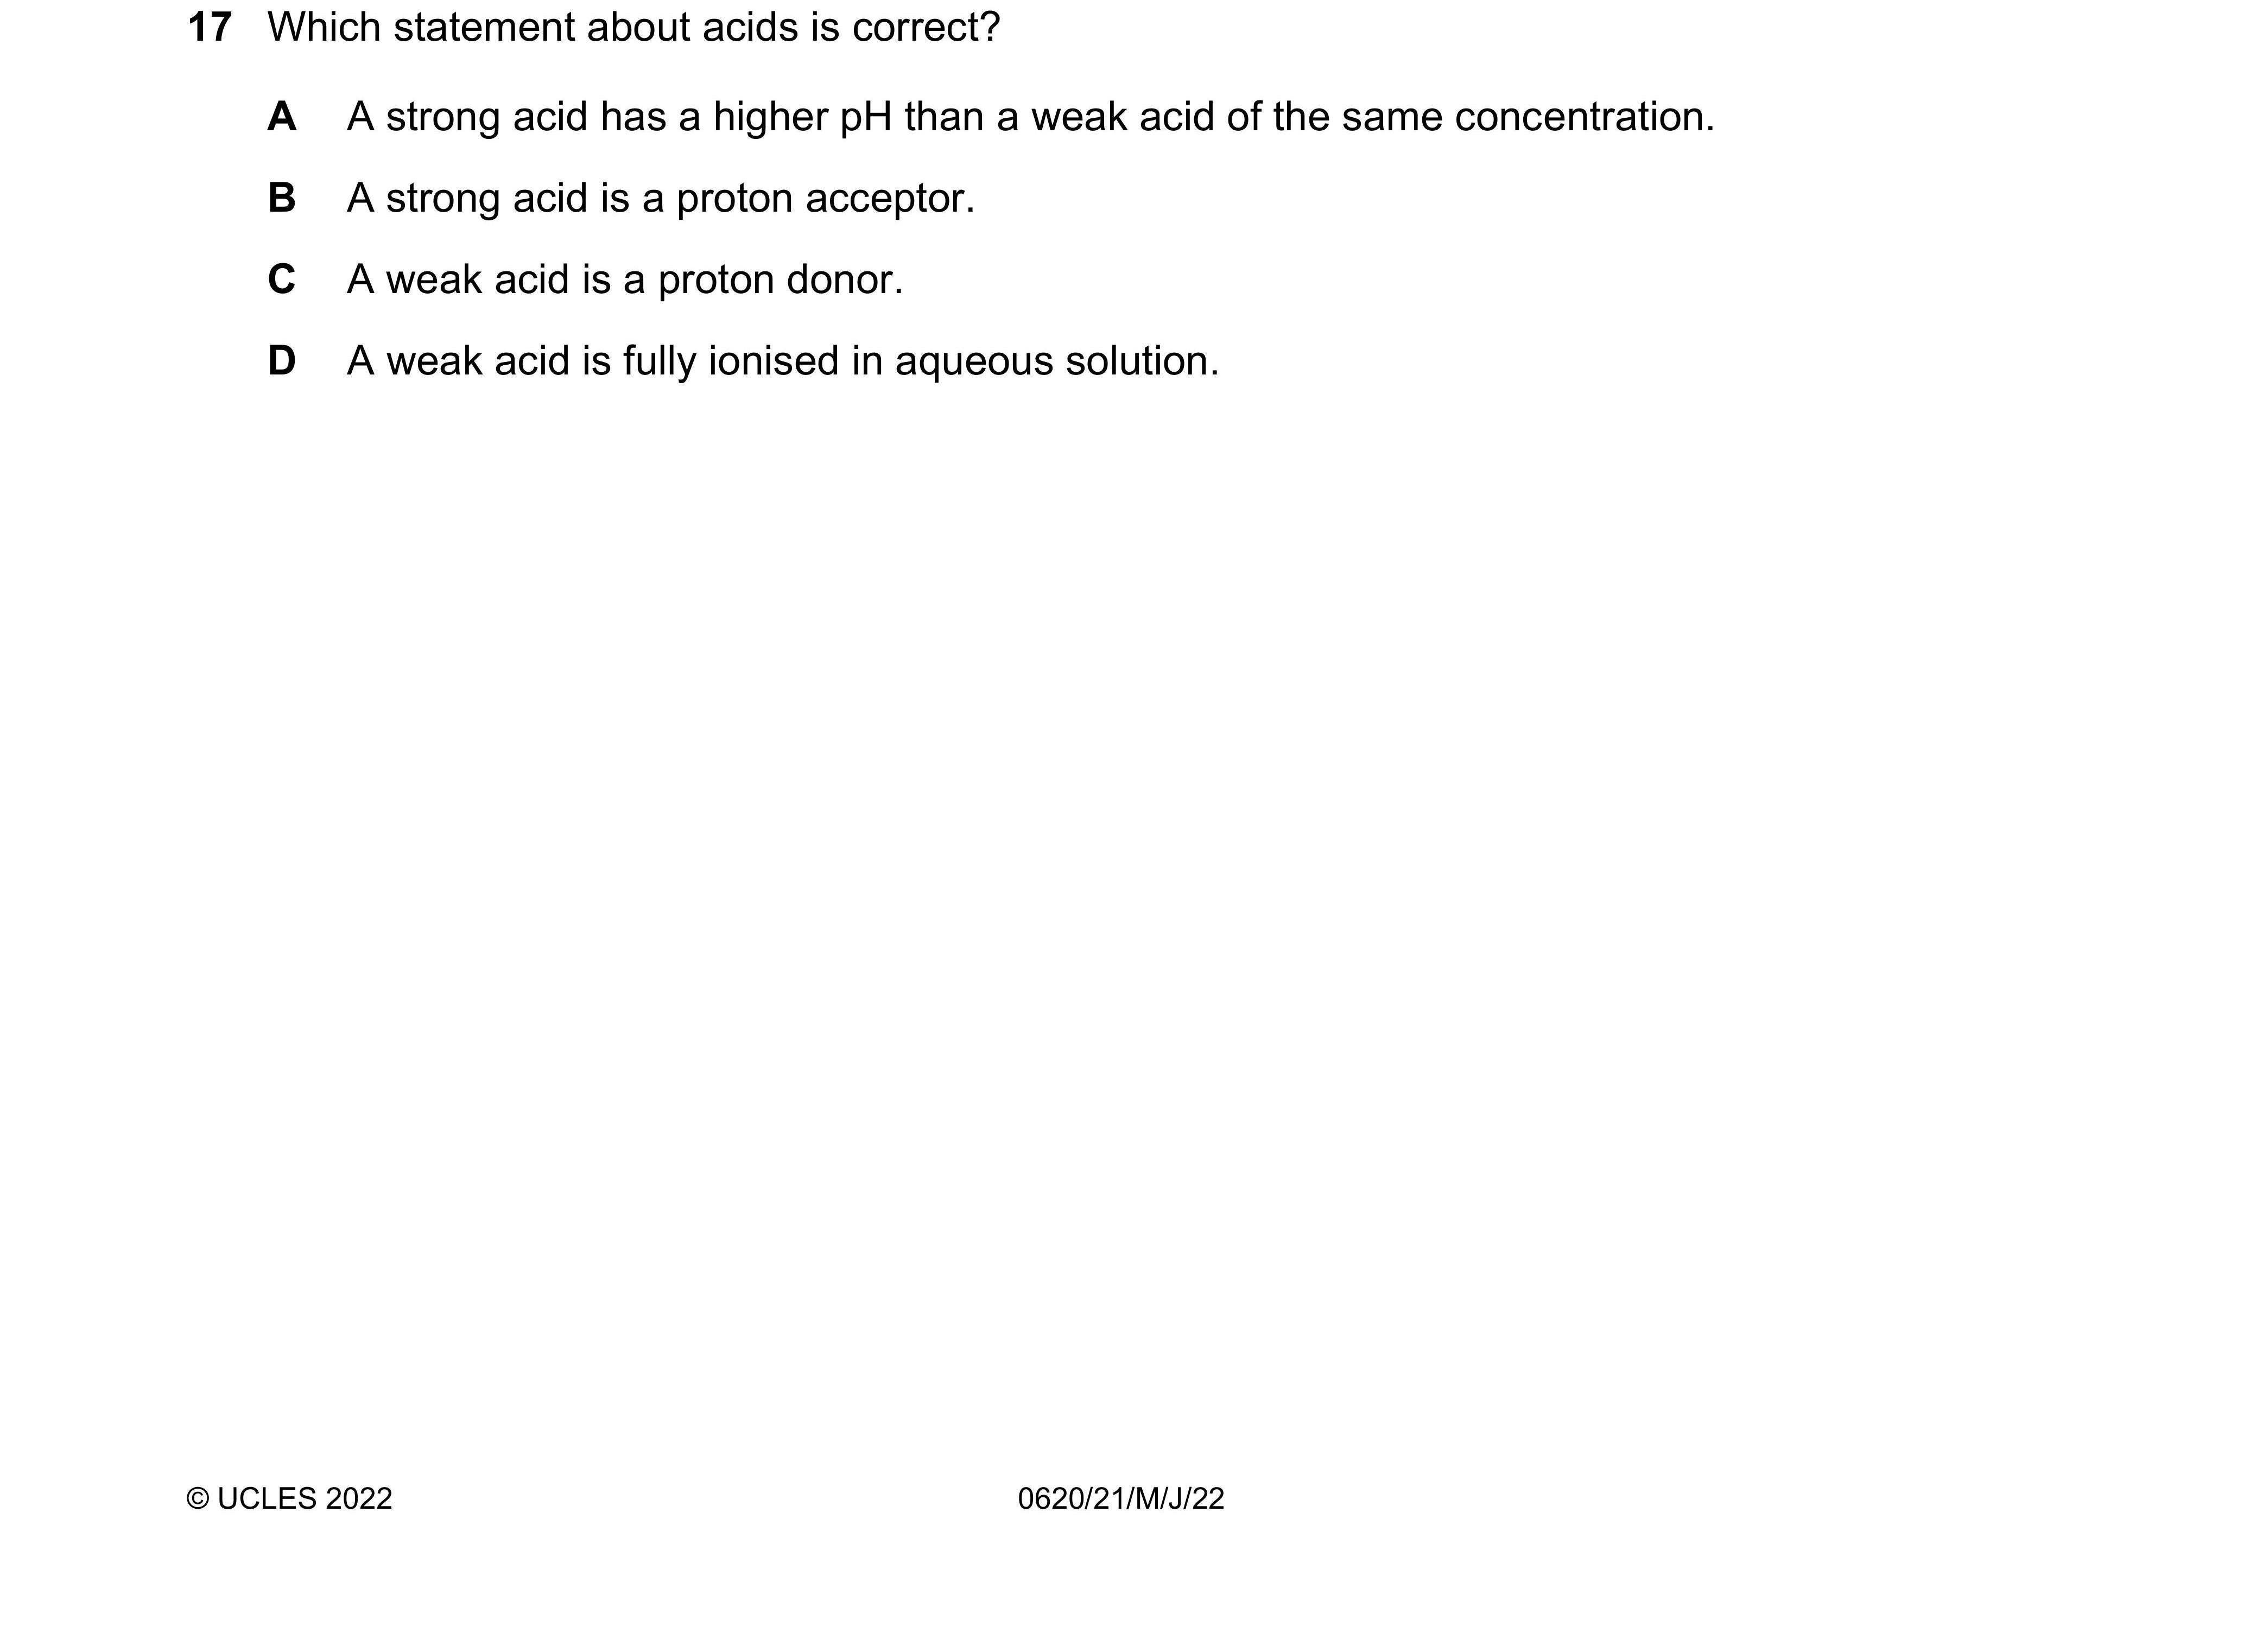 17 Which statement about acids is correct?
A A strong acid has a higher pH than a weak acid of the same concentration.
B A strong acid is a proton acceptor.
C A weak acid is a proton donor.
D A weak acid is fully ionised in aqueous solution.
© UCLES 2022 0620/21/M/J/22